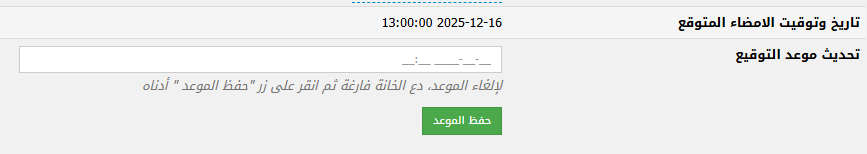 تاريخ وتوقيت الامضاء المتوقع
2025-12-16 13:00:00
تحديث موعد التوقيع
__-__-____ __:__
لإلغاء الموعد، دع الخانة فارغة ثم انقر على زر "حفظ الموعد " أدناه
حفظ الموعد